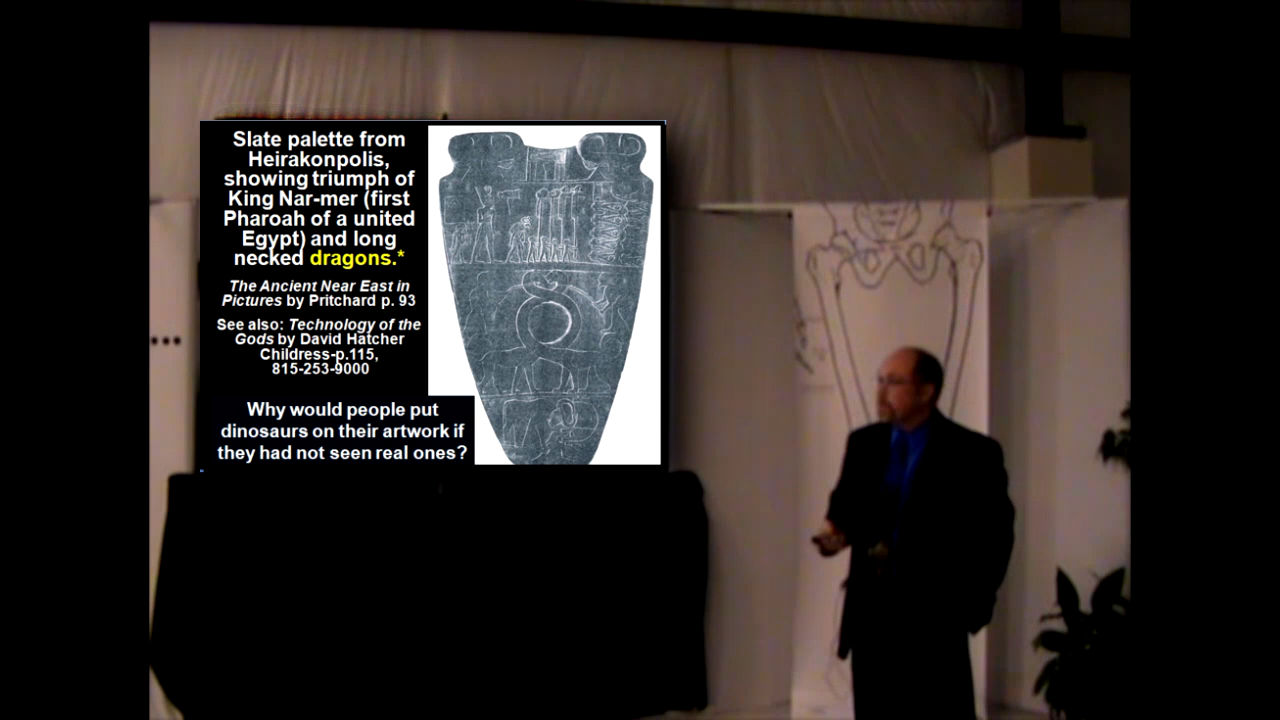 Slate palette from
Heirakonpolis,
showing triumph of
King Nar-mer (first
Pharoah of a united
Egypt) and long
necked dragons.*
The Ancient Near East in
Pictures by Pritchard p. 93
See also: Technology of the
Gods by David Hatcher
Childress-p.115,
815-253-9000
Why would people put
dinosaurs on their artwork if
they had not seen real ones?